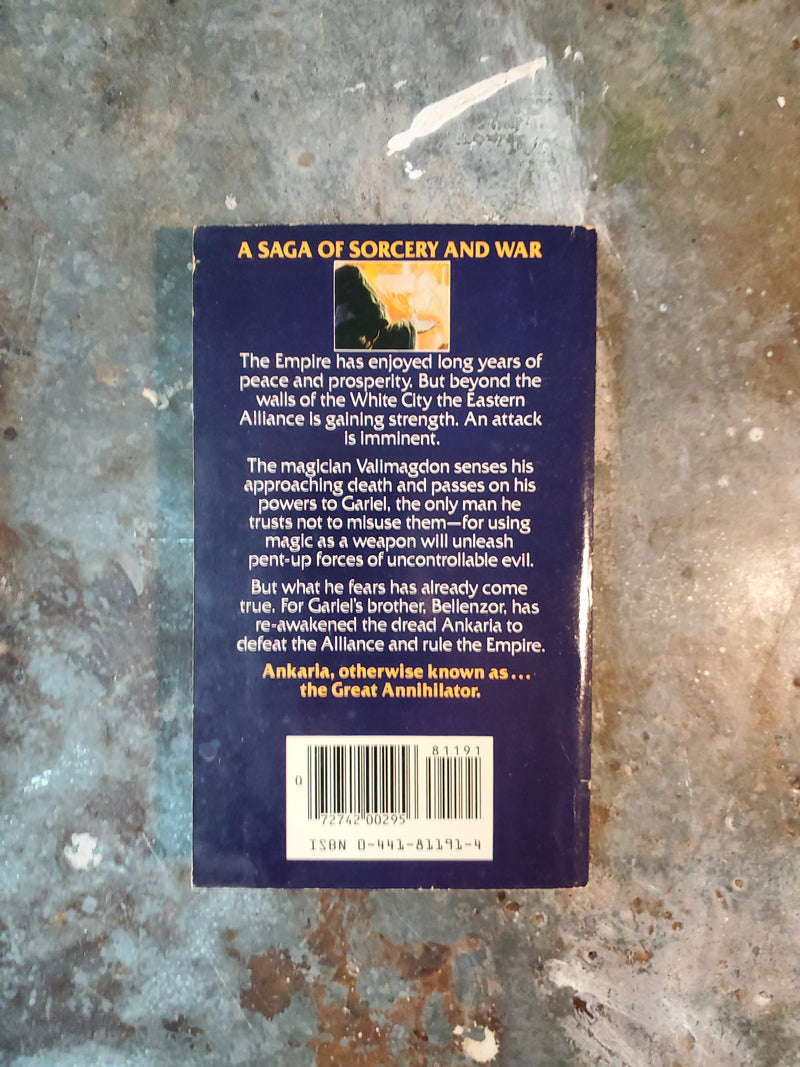 A SAGA OF SORCERY AND WAR
The Empire has enjoyed long years of
peace and prosperity. But beyond the
walls of the White City the Eastern
Alliance is gaining strength. An attack
is imminent.
The magician Vallmagdon senses his
approaching death and passes on his
powers to Garlel, the only man he
trusts not to misuse them—for using
magic as a weapon will unleash
pent-up forces of uncontrollable evil.
But what he fears has already come
true. For Garlel's brother, Bellenzor, has
re-awakened the dread Ankarla to
defeat the Alliance and rule the Empire.
Ankarla, otherwise known as...
the Great Annihilator.
81191
0
72742 00295
ISBN 0-441-81191-4